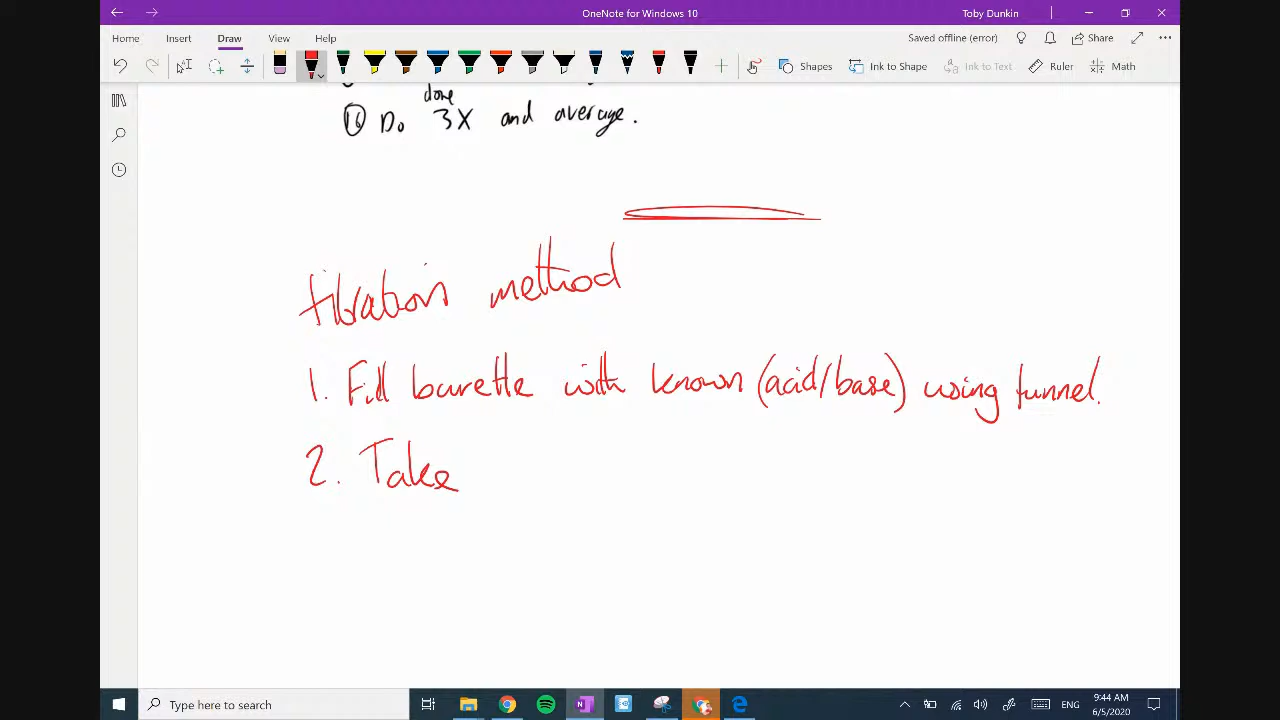 OneNote for Windows 10
Toby Dunkin
Home Insert Draw View Help
Saved offline (error)
Share
Shapes
Ink to Shape
Ink to Text
Ruler
Math
done
16 Do 3X and average.
titration method
1. Fill burette with known (acid/base) using funnel.
2. Take
Type here to search
9:44 AM
6/5/2020